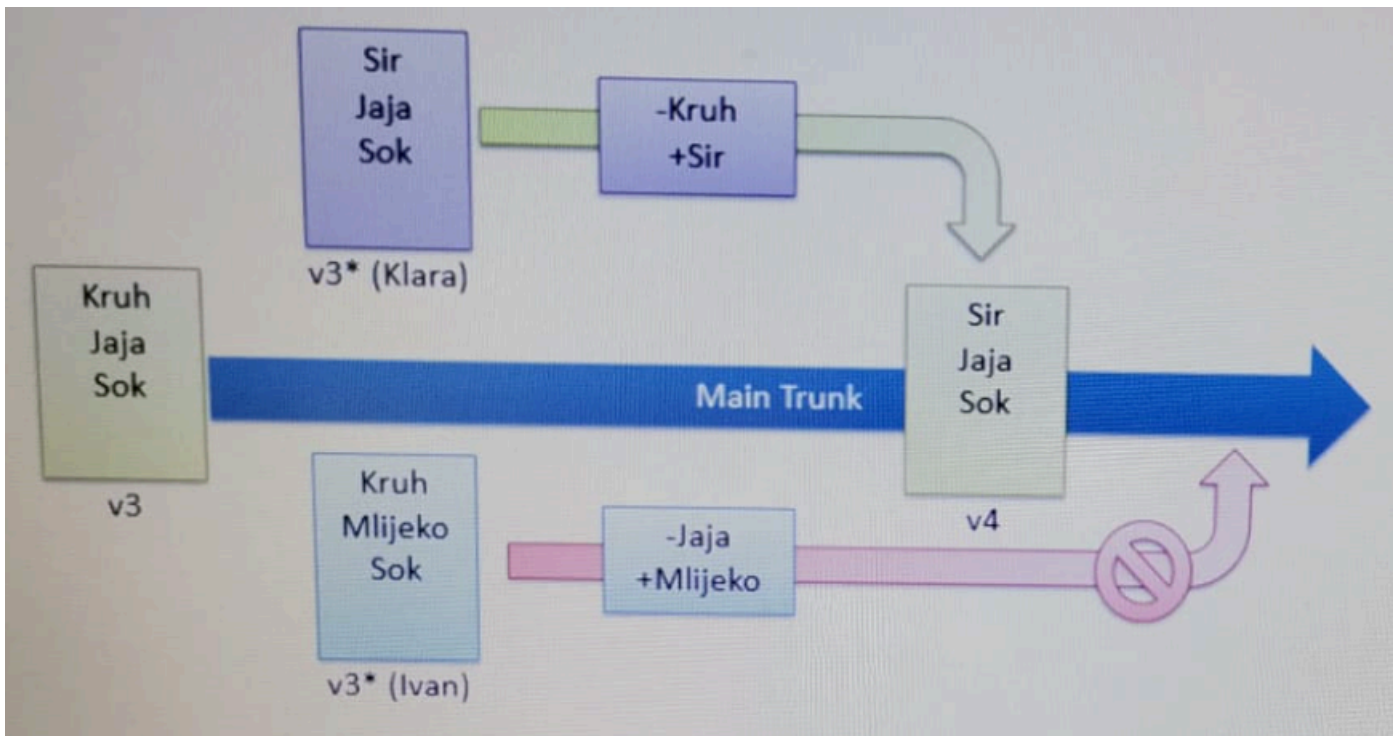 Sir
Jaja
Sok
v3* (Klara)
-Kruh
+Sir
Kruh
Jaja
Sok
v3
Main Trunk
Sir
Jaja
Sok
v4
Kruh
Mlijeko
Sok
v3* (Ivan)
-Jaja
+Mlijeko